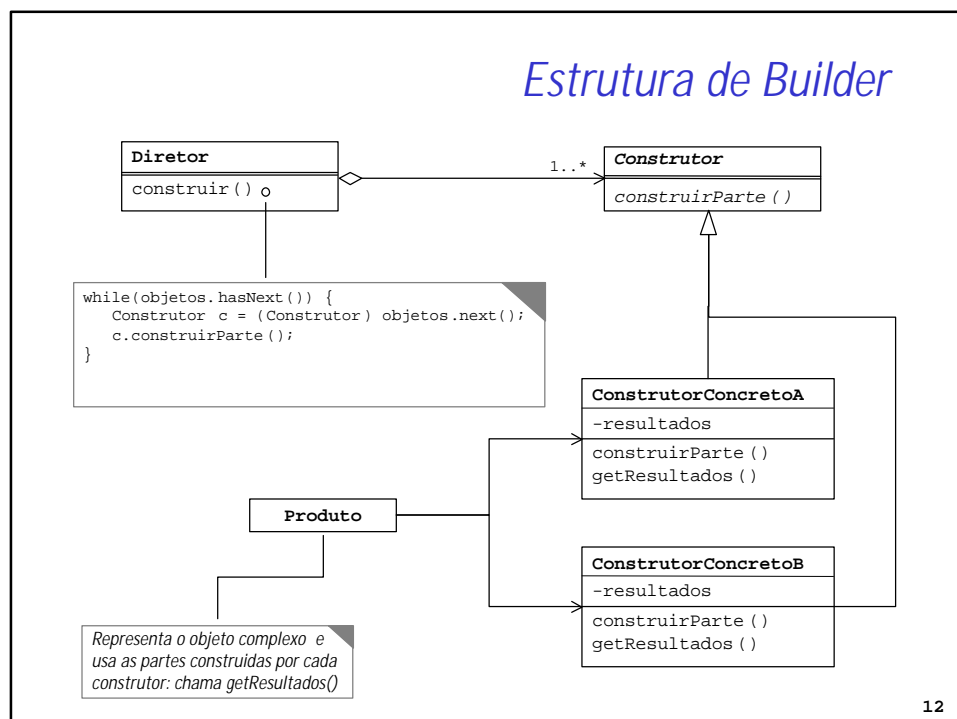 Estrutura de Builder
Diretor
construir()
1..*
Construtor
construirParte()
while(objetos.hasNext()) {
Construtor c = (Construtor) objetos.next();
c.construirParte();
}
ConstrutorConcretoA
-resultados
construirParte()
getResultados()
Produto
ConstrutorConcretoB
-resultados
construirParte()
getResultados()
Representa o objeto complexo e
usa as partes construidas por cada
construtor: chama getResultados()
12